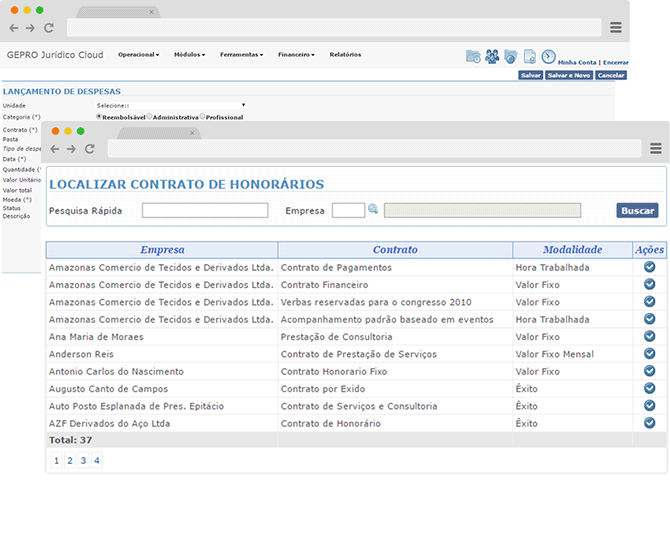 GEPRO Jurídico Cloud Operacional Módulos Ferramentas Financeiro Relatórios Minha Conta | Encerrar
Salvar Salvar e Novo Cancelar
LANÇAMENTO DE DESPESAS
Unidade Selecione::
Categoria (*) Reembolsável Administrativa Profissional
Contrato (*)
Pasta
Tipo de despe
Data (*)
Quantidade (*
Valor Unitário
Valor total
Moeda (*)
Status
Descrição
LOCALIZAR CONTRATO DE HONORÁRIOS
Pesquisa Rápida Empresa Buscar
Empresa Contrato Modalidade Ações
Amazonas Comercio de Tecidos e Derivados Ltda. Contrato de Pagamentos Hora Trabalhada
Amazonas Comercio de Tecidos e Derivados Ltda. Contrato Financeiro Valor Fixo
Amazonas Comercio de Tecidos e Derivados Ltda. Verbas reservadas para o congresso 2010 Valor Fixo
Amazonas Comercio de Tecidos e Derivados Ltda. Acompanhamento padrão baseado em eventos Hora Trabalhada
Ana Maria de Moraes Prestação de Consultoria Valor Fixo
Anderson Reis Contrato de Prestação de Serviços Valor Fixo Mensal
Antonio Carlos do Nascimento Contrato Honorario Fixo Valor Fixo
Augusto Canto de Campos Contrato por Exido Êxito
Auto Posto Esplanada de Pres. Epitácio Contrato de Serviços e Consultoria Êxito
AZF Derivados do Aço Ltda Contrato de Honorário Êxito
Total: 37
1 2 3 4